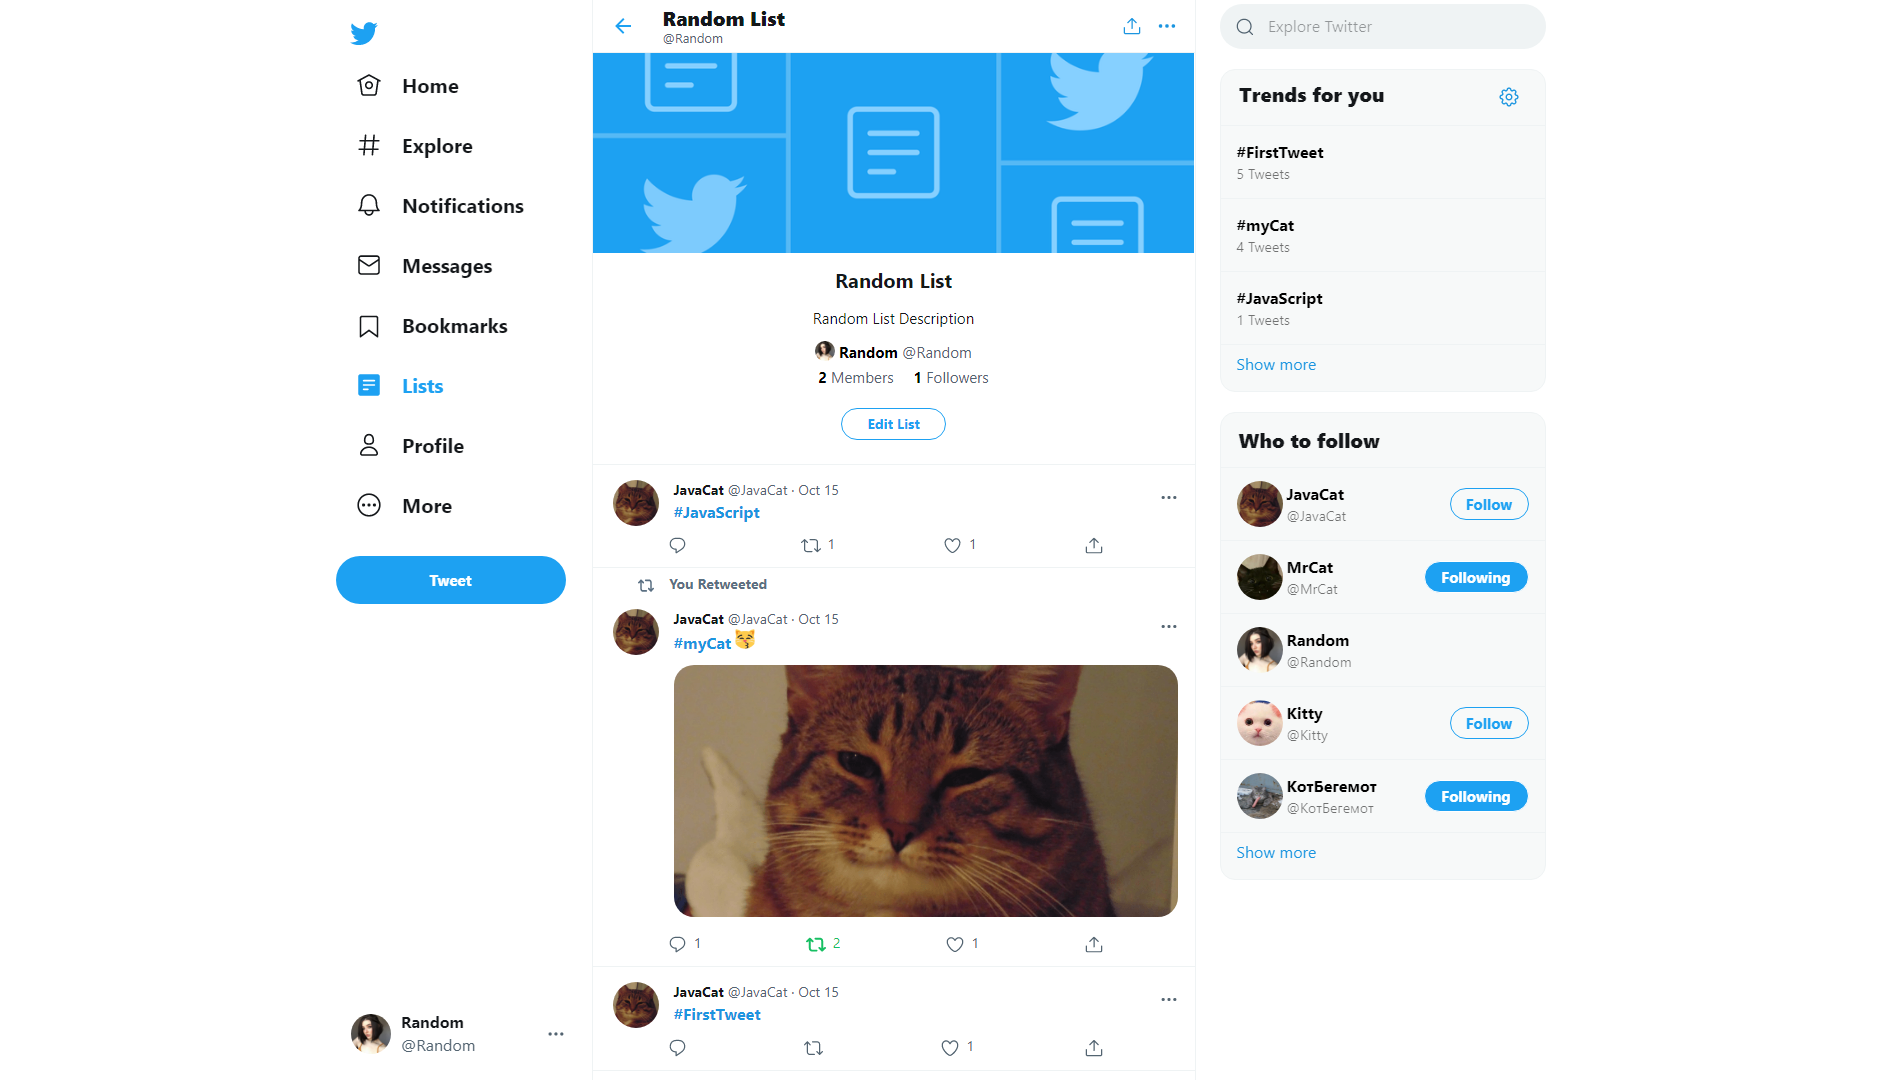 Home
Explore
Notifications
Messages
Bookmarks
Lists
Profile
More
Tweet
Random
@Random
Random List
@Random
Random List
Random List Description
Random @Random
2 Members 1 Followers
Edit List
JavaCat @JavaCat · Oct 15
#JavaScript
1 1
You Retweeted
JavaCat @JavaCat · Oct 15
#myCat😽
1 2 1
JavaCat @JavaCat · Oct 15
#FirstTweet
1
Explore Twitter
Trends for you
#FirstTweet
5 Tweets
#myCat
4 Tweets
#JavaScript
1 Tweets
Show more
Who to follow
JavaCat
@JavaCat
Follow
MrCat
@MrCat
Following
Random
@Random
Kitty
@Kitty
Follow
КотБегемот
@КотБегемот
Following
Show more